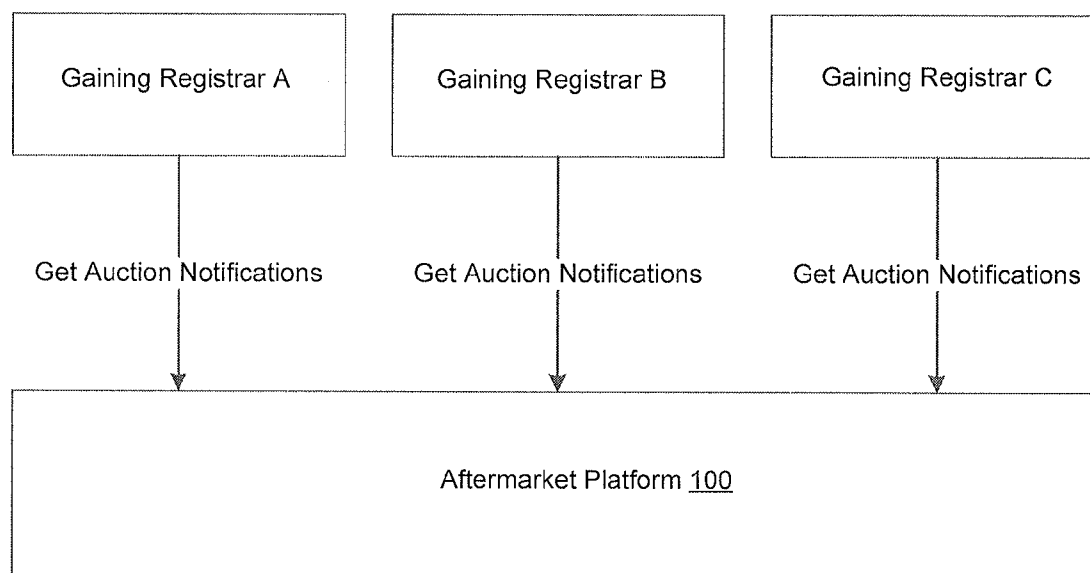 Gaining Registrar A
Gaining Registrar B
Gaining Registrar C
Get Auction Notifications
Get Auction Notifications
Get Auction Notifications
Aftermarket Platform 100